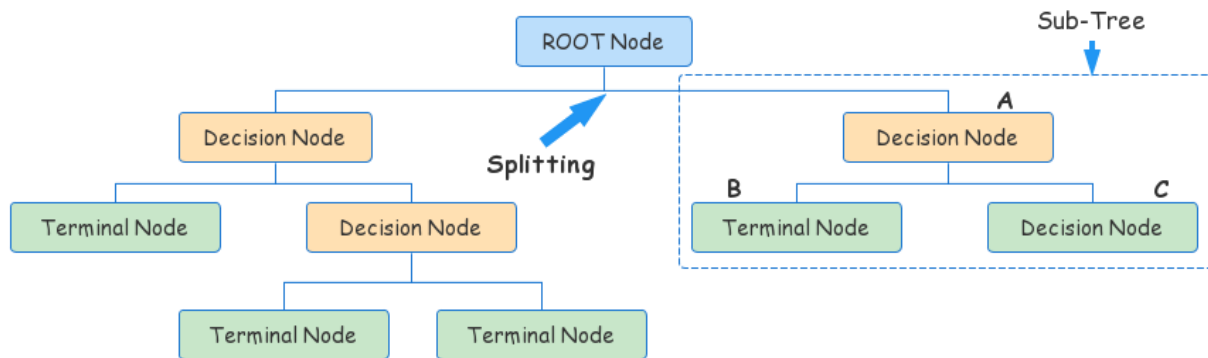 Sub-Tree
ROOT Node
A
Decision Node
Decision Node
Splitting
B
C
Terminal Node
Decision Node
Terminal Node
Decision Node
Terminal Node
Terminal Node